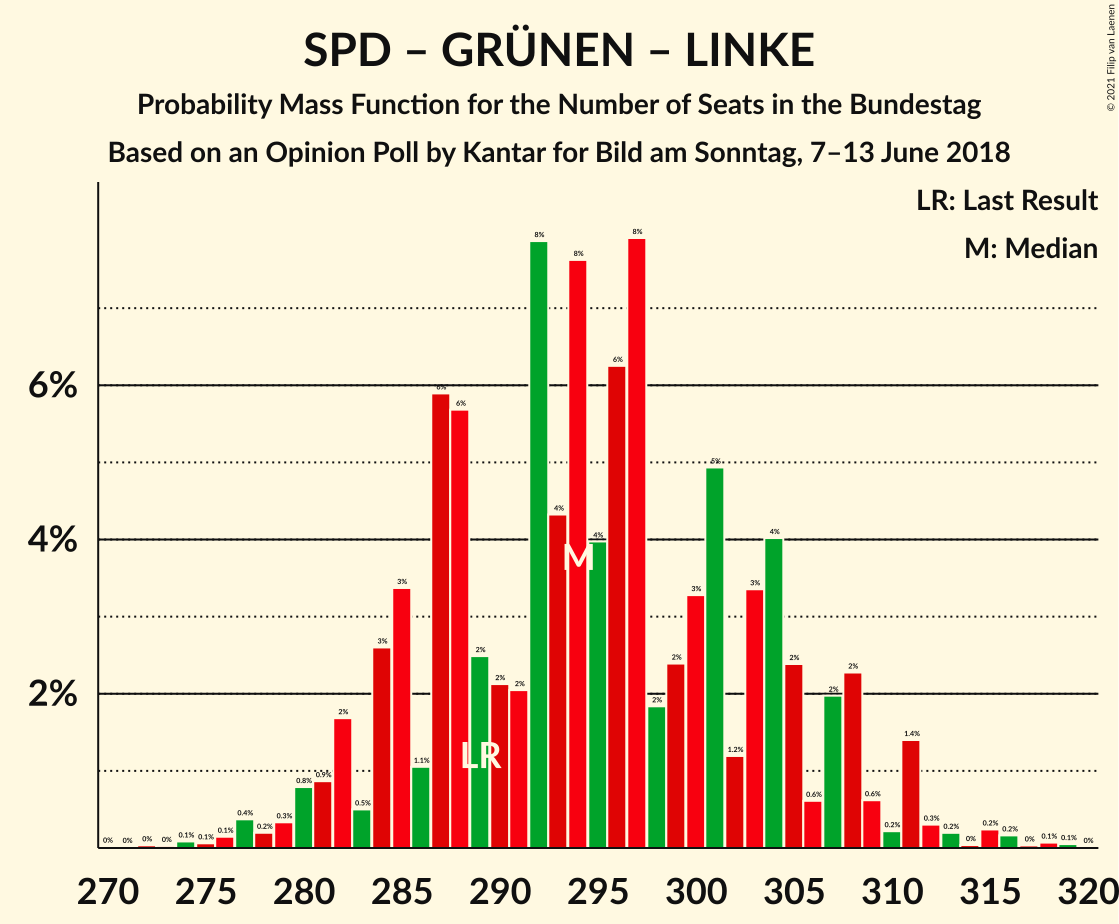 SPD – GRÜNEN – LINKE
Probability Mass Function for the Number of Seats in the Bundestag
Based on an Opinion Poll by Kantar for Bild am Sonntag, 7–13 June 2018
© 2021 Filip van Laenen
LR: Last Result
M: Median
6%
4%
2%
0% 0% 0% 0% 0.1% 0.1% 0.1% 0.4% 0.2% 0.3% 0.8% 0.9% 2% 0.5% 3% 3% 1.1% 6% 6% 2% 2% 2% 8% 4% 8% 4% 6% 8% 2% 2% 3% 5% 1.2% 3% 4% 2% 0.6% 2% 2% 0.6% 0.2% 1.4% 0.3% 0.2% 0% 0.2% 0.2% 0% 0.1% 0.1% 0%
M
LR
270 275 280 285 290 295 300 305 310 315 320